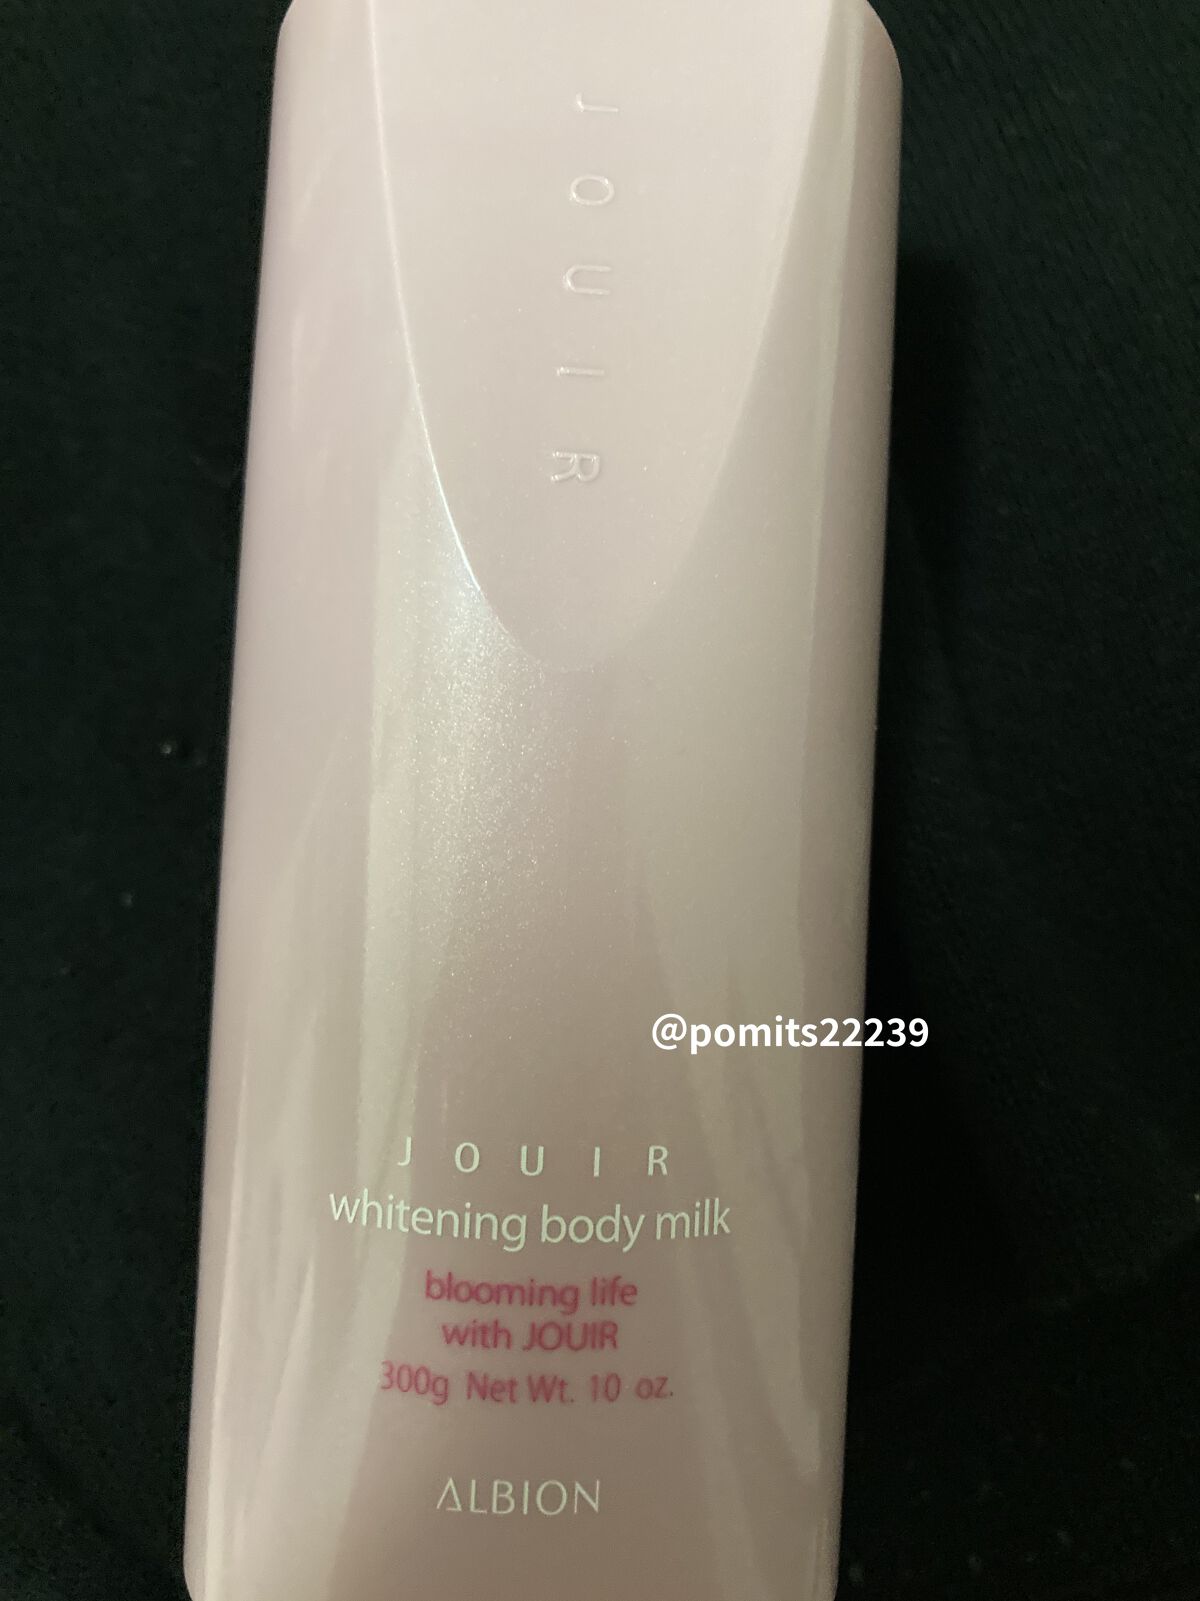 JOUIR
@pomits22239
JOUIR
whitening body milk
blooming life
with JOUIR
300g Net Wt. 10 oz.
ALBION